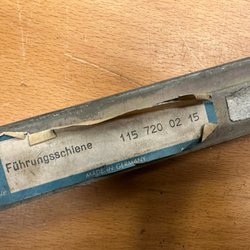 Führungsschiene 115 720 02 15
MADE IN GERMANY